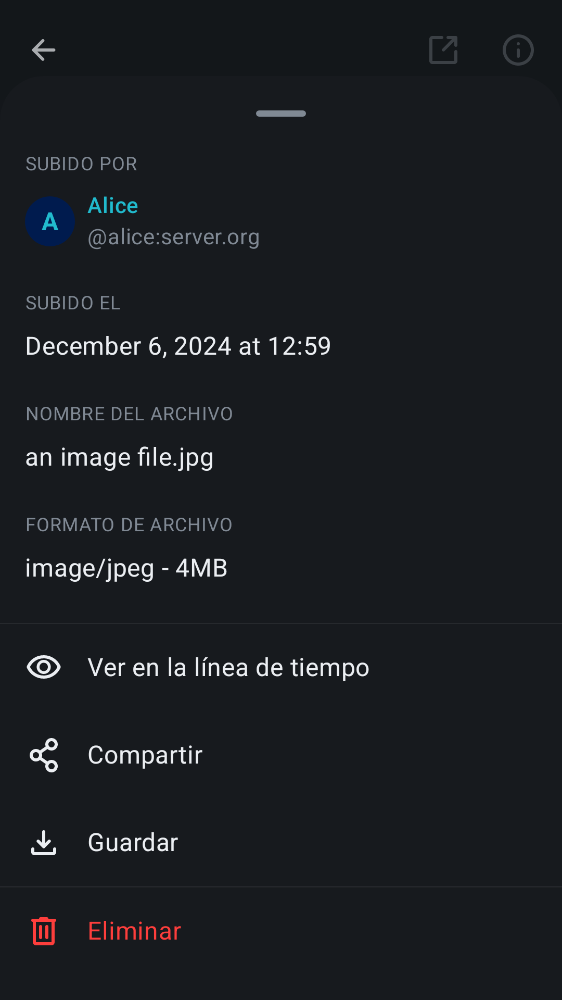 SUBIDO POR
A
Alice
@alice:server.org
SUBIDO EL
December 6, 2024 at 12:59
NOMBRE DEL ARCHIVO
an image file.jpg
FORMATO DE ARCHIVO
image/jpeg - 4MB
Ver en la línea de tiempo
Compartir
Guardar
Eliminar